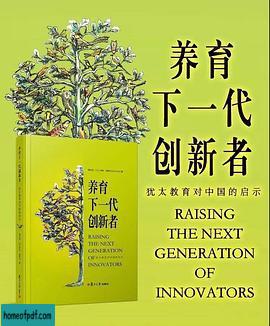 养育
下一代
创新者
犹太教育对中国的启示
RAISING
THE NEXT
GENERATION
OF
INNOVATORS
养育
下一代
创新者
RAISING
THE NEXT
GENERATION
OF
INNOVATORS
homeofpdf.com